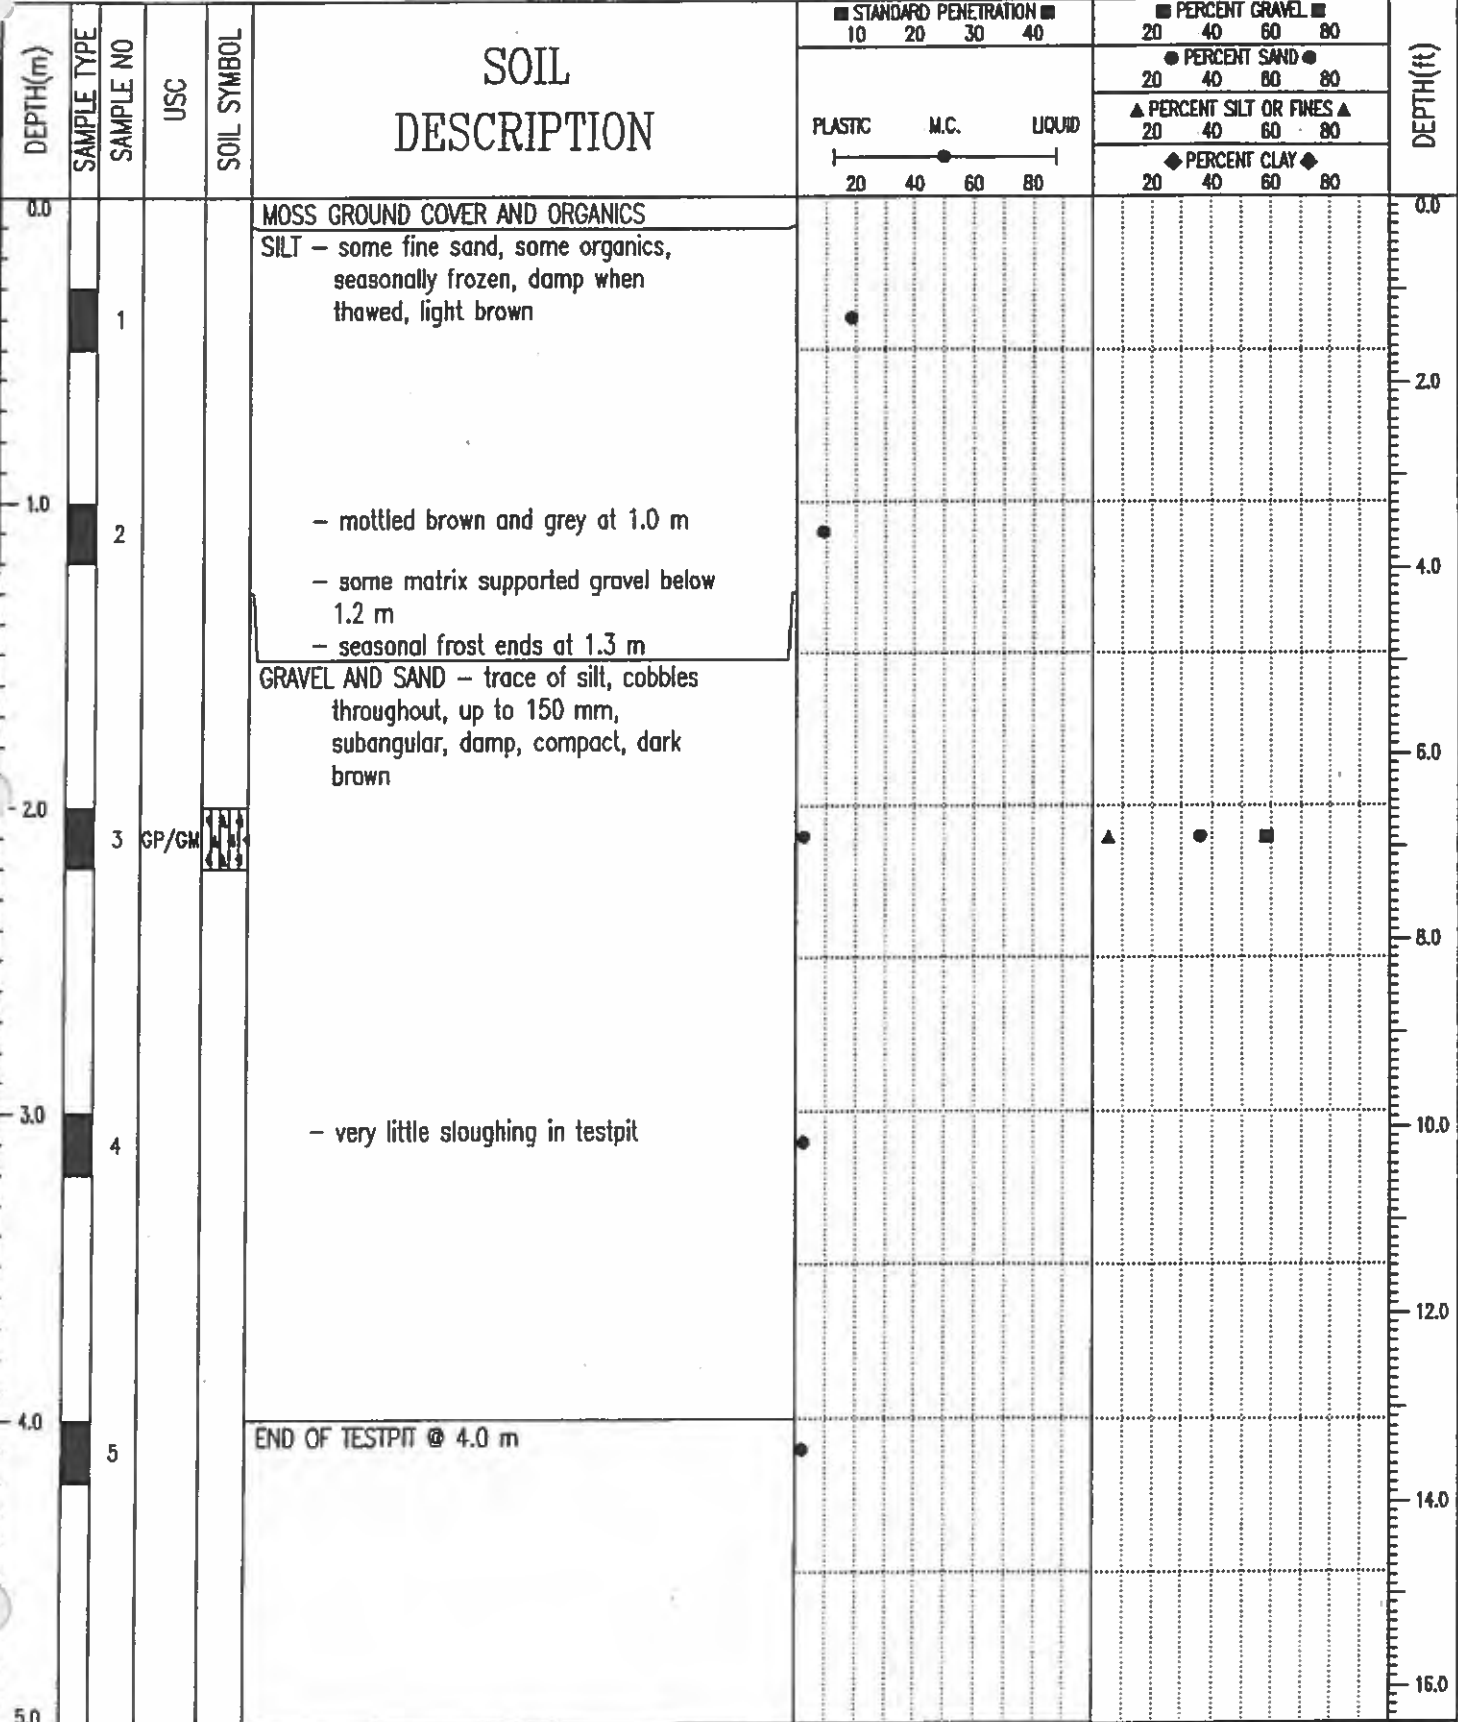 DEPTH(m)
SAMPLE TYPE
SAMPLE NO
USC
SOIL SYMBOL
SOIL
DESCRIPTION
■ STANDARD PENETRATION ■
10 20 30 40
PLASTIC M.C. LIQUID
20 40 60 80
■ PERCENT GRAVEL ■
20 40 60 80
● PERCENT SAND ●
20 40 60 80
▲ PERCENT SILT OR FINES ▲
20 40 60 80
◆ PERCENT CLAY ◆
20 40 60 80
DEPTH(ft)
0.0
MOSS GROUND COVER AND ORGANICS
0.0
SILT – some fine sand, some organics,
seasonally frozen, damp when
thawed, light brown
1
2.0
1.0
– mottled brown and grey at 1.0 m
2
4.0
– some matrix supported gravel below
1.2 m
– seasonal frost ends at 1.3 m
GRAVEL AND SAND – trace of silt, cobbles
throughout, up to 150 mm,
subangular, damp, compact, dark
brown
6.0
2.0
3 GP/GM
8.0
3.0
– very little sloughing in testpit
10.0
4
12.0
4.0
END OF TESTPIT @ 4.0 m
5
14.0
16.0
5.0